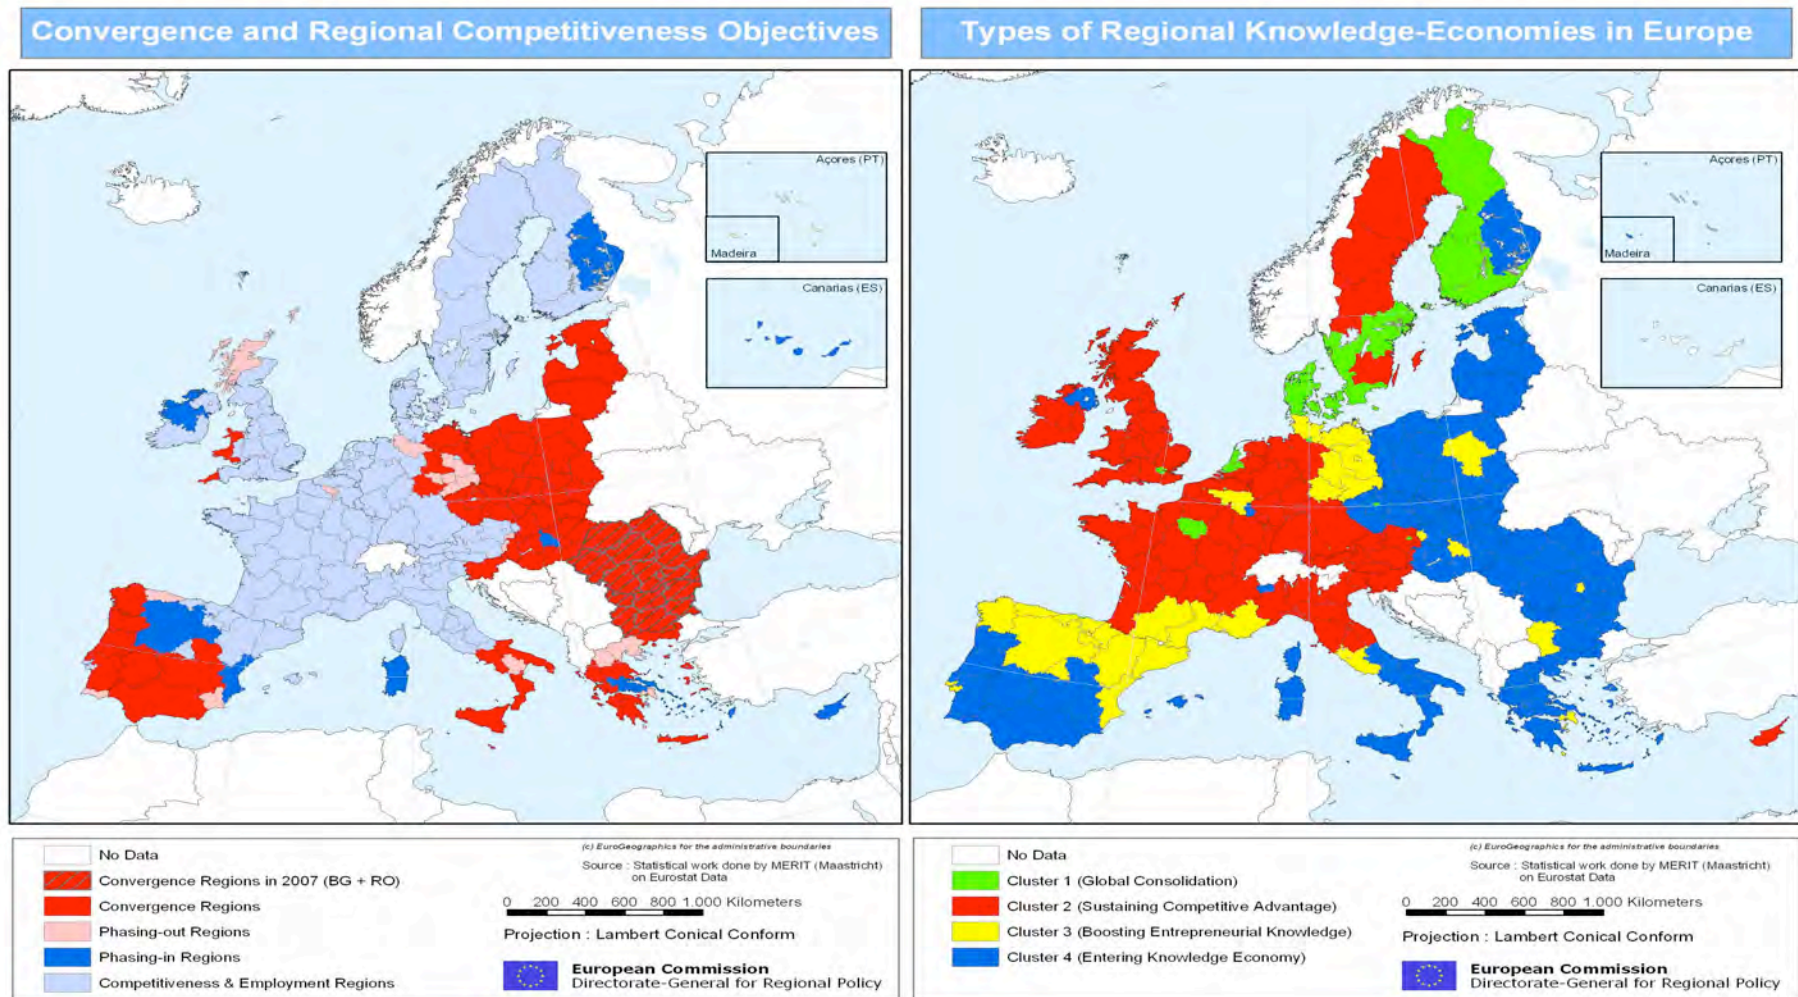 Convergence and Regional Competitiveness Objectives
Açores (PT)
Madeira
Canarias (ES)
No Data
Convergence Regions in 2007 (BG + RO)
Convergence Regions
Phasing-out Regions
Phasing-in Regions
Competitiveness & Employment Regions
(c) EuroGeographics for the administrative boundaries
Source : Statistical work done by MERIT (Maastricht)
on Eurostat Data
0 200 400 600 800 1.000 Kilometers
Projection : Lambert Conical Conform
European Commission
Directorate-General for Regional Policy
Types of Regional Knowledge-Economies in Europe
Açores (PT)
Madeira
Canarias (ES)
No Data
Cluster 1 (Global Consolidation)
Cluster 2 (Sustaining Competitive Advantage)
Cluster 3 (Boosting Entrepreneurial Knowledge)
Cluster 4 (Entering Knowledge Economy)
(c) EuroGeographics for the administrative boundaries
Source : Statistical work done by MERIT (Maastricht)
on Eurostat Data
0 200 400 600 800 1.000 Kilometers
Projection : Lambert Conical Conform
European Commission
Directorate-General for Regional Policy